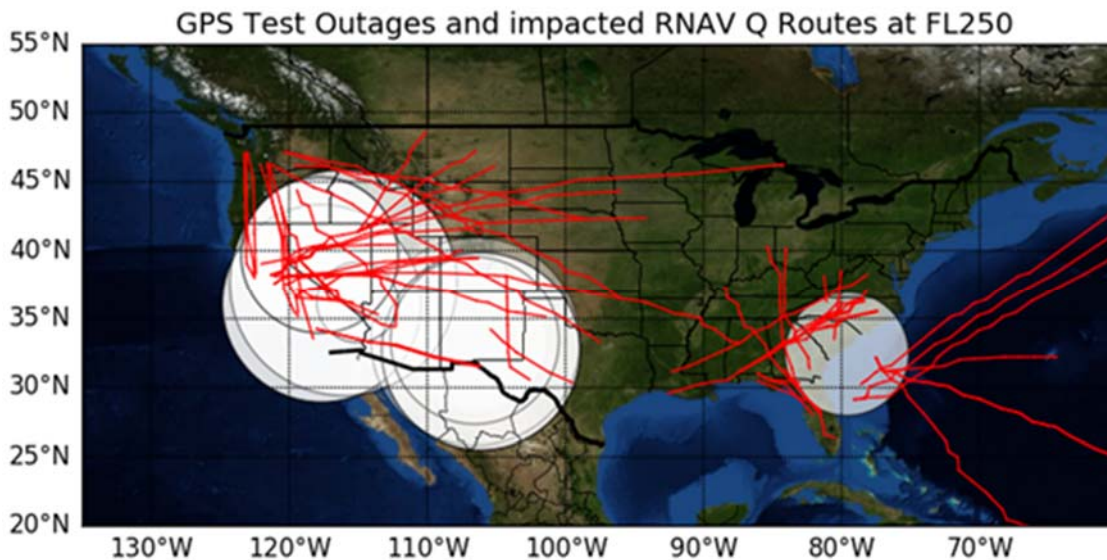 GPS Test Outages and impacted RNAV Q Routes at FL250
55°N
50°N
45°N
40°N
35°N
30°N
25°N
20°N
130°W 120°W 110°W 100°W 90°W 80°W 70°W